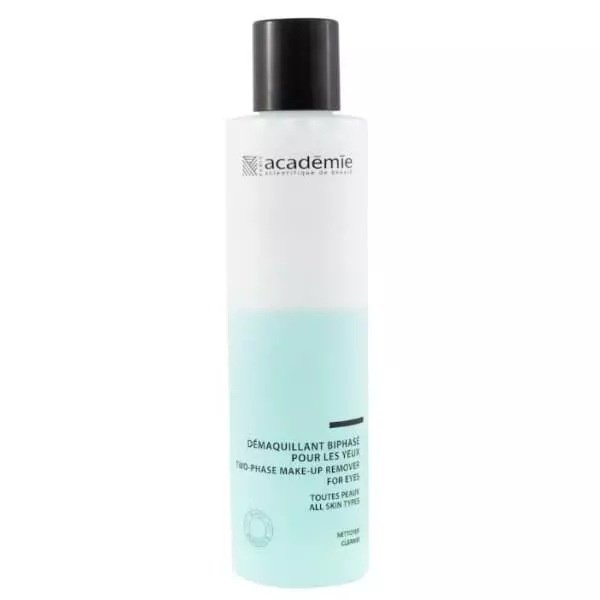 PARIS
académie
scientifique de beauté
DÉMAQUILLANT BIPHASÉ
POUR LES YEUX
TWO-PHASE MAKE-UP REMOVER
FOR EYES
TOUTES PEAUX
ALL SKIN TYPES
NETTOYER
CLEANSE